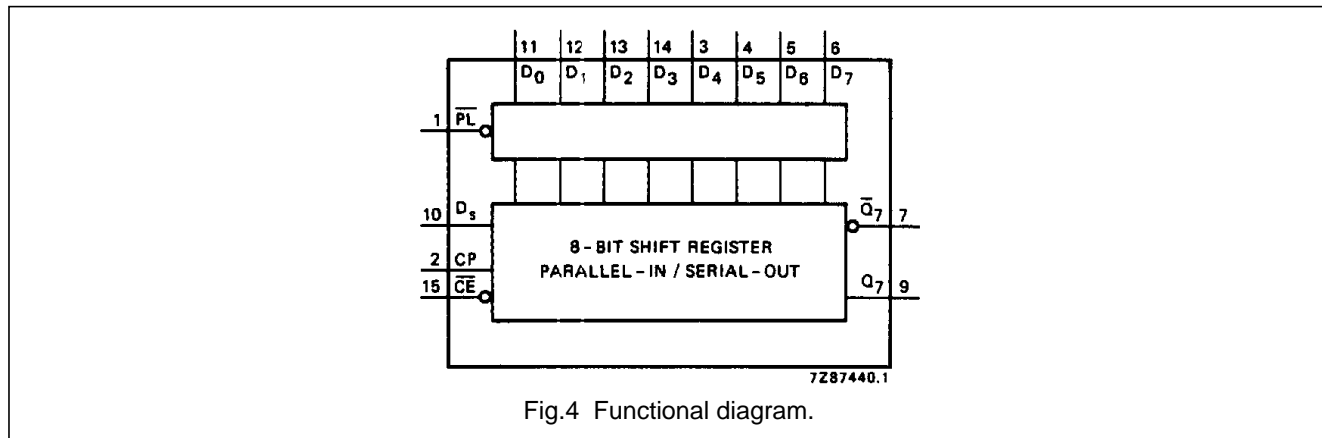 11 12 13 14 3 4 5 6
D0 D1 D2 D3 D4 D5 D6 D7
1 P̅L̅
10 Ds
Q̅7 7
8-BIT SHIFT REGISTER
2 CP
PARALLEL-IN / SERIAL-OUT
15 C̅E̅
Q7 9
7Z87440.1
Fig.4 Functional diagram.